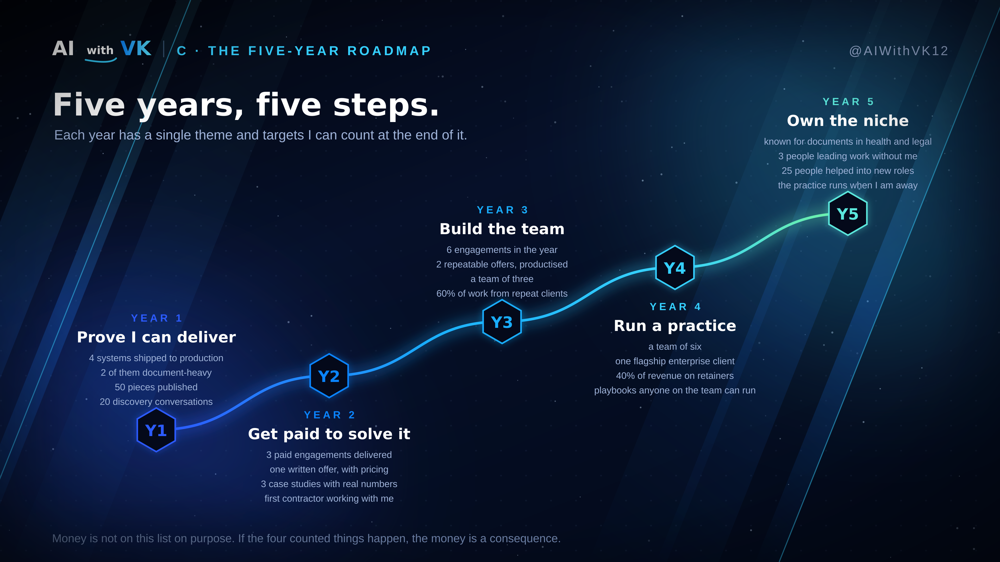 AI with VK | C · THE FIVE-YEAR ROADMAP
@AIWithVK12
Five years, five steps.
Each year has a single theme and targets I can count at the end of it.
YEAR 1
Prove I can deliver
4 systems shipped to production
2 of them document-heavy
50 pieces published
20 discovery conversations
Y1
Y2
YEAR 2
Get paid to solve it
3 paid engagements delivered
one written offer, with pricing
3 case studies with real numbers
first contractor working with me
YEAR 3
Build the team
6 engagements in the year
2 repeatable offers, productised
a team of three
60% of work from repeat clients
Y3
Y4
YEAR 4
Run a practice
a team of six
one flagship enterprise client
40% of revenue on retainers
playbooks anyone on the team can run
YEAR 5
Own the niche
known for documents in health and legal
3 people leading work without me
25 people helped into new roles
the practice runs when I am away
Y5
Money is not on this list on purpose. If the four counted things happen, the money is a consequence.